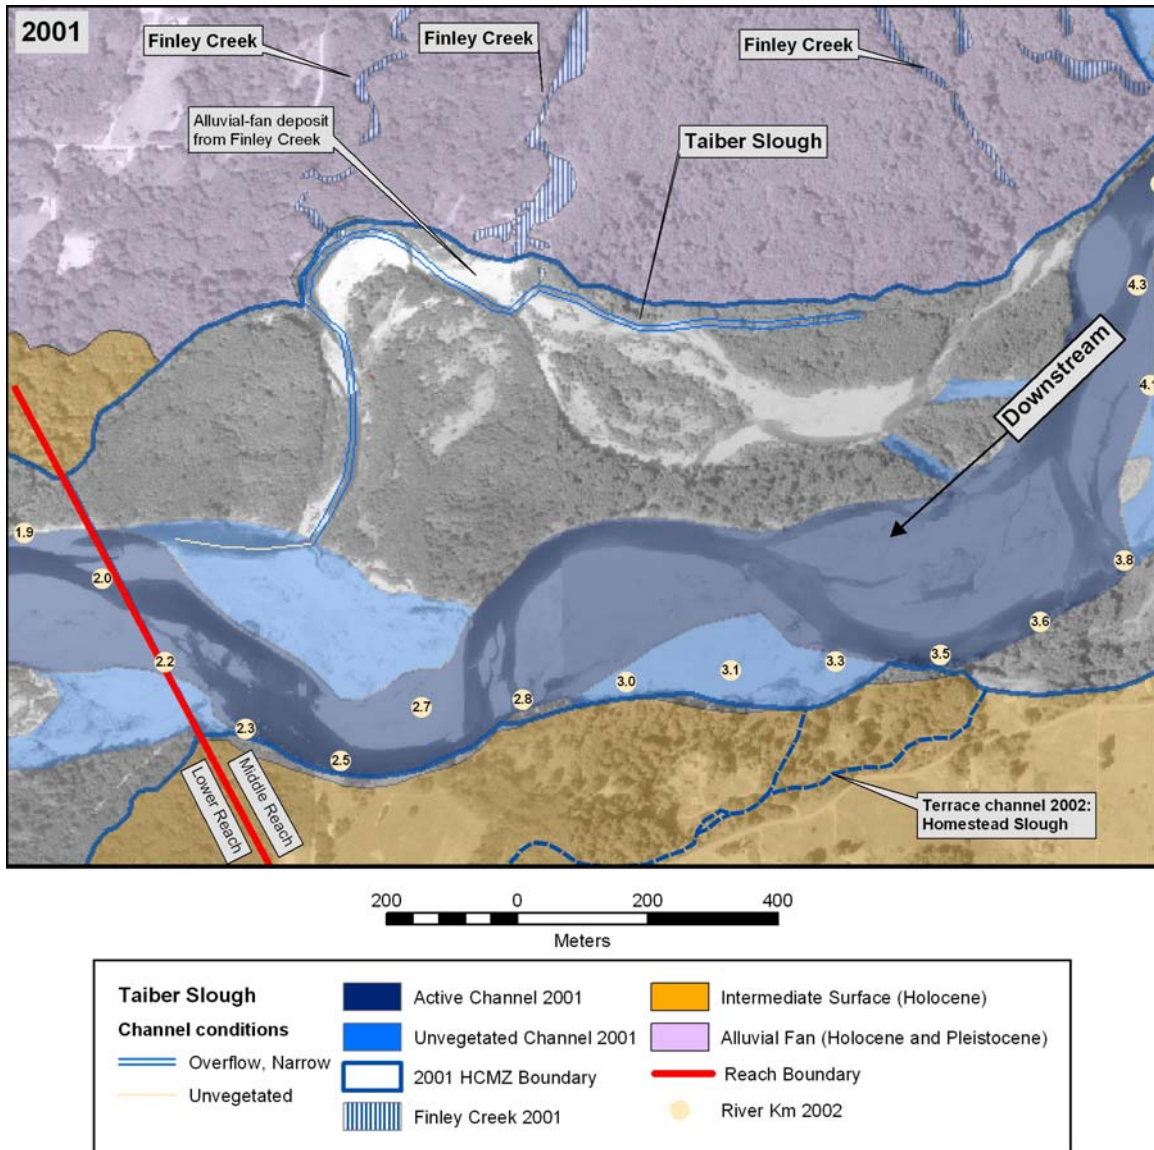 2001
Finley Creek
Finley Creek
Finley Creek
Alluvial-fan deposit
from Finley Creek
Taiber Slough
4.3
Downstream
4.1
1.9
2.0
3.8
3.6
2.2
3.5
3.3
3.1
3.0
2.8
2.7
2.3
2.5
Lower Reach
Middle Reach
Terrace channel 2002:
Homestead Slough
200 0 200 400
Meters
Taiber Slough
Channel conditions
Overflow, Narrow
Unvegetated
Active Channel 2001
Unvegetated Channel 2001
2001 HCMZ Boundary
Finley Creek 2001
Intermediate Surface (Holocene)
Alluvial Fan (Holocene and Pleistocene)
Reach Boundary
River Km 2002